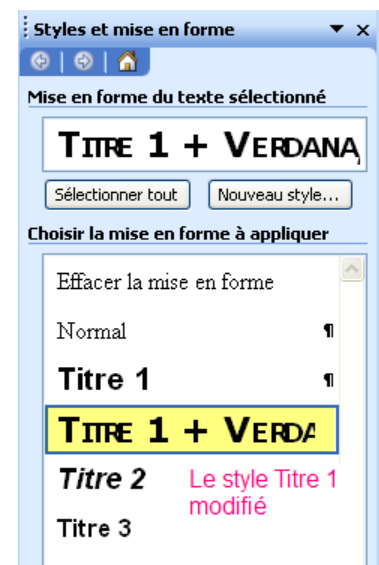 Styles et mise en forme
Mise en forme du texte sélectionné
TITRE 1 + VERDANA,
Sélectionner tout
Nouveau style...
Choisir la mise en forme à appliquer
Effacer la mise en forme
Normal ¶
Titre 1 ¶
TITRE 1 + VERDA
Titre 2
Le style Titre 1
modifié
Titre 3